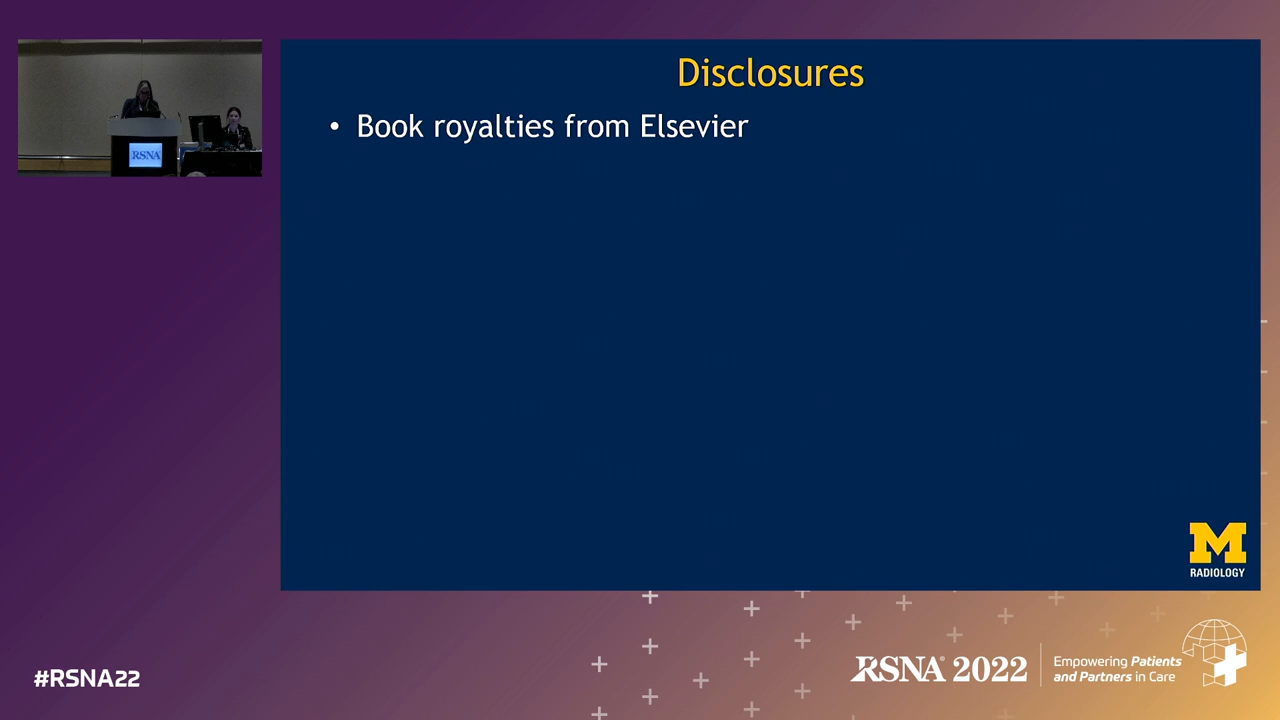 Disclosures
• Book royalties from Elsevier
RSNA
M
RADIOLOGY
#RSNA22
RSNA® 2022
Empowering Patients
and Partners in Care